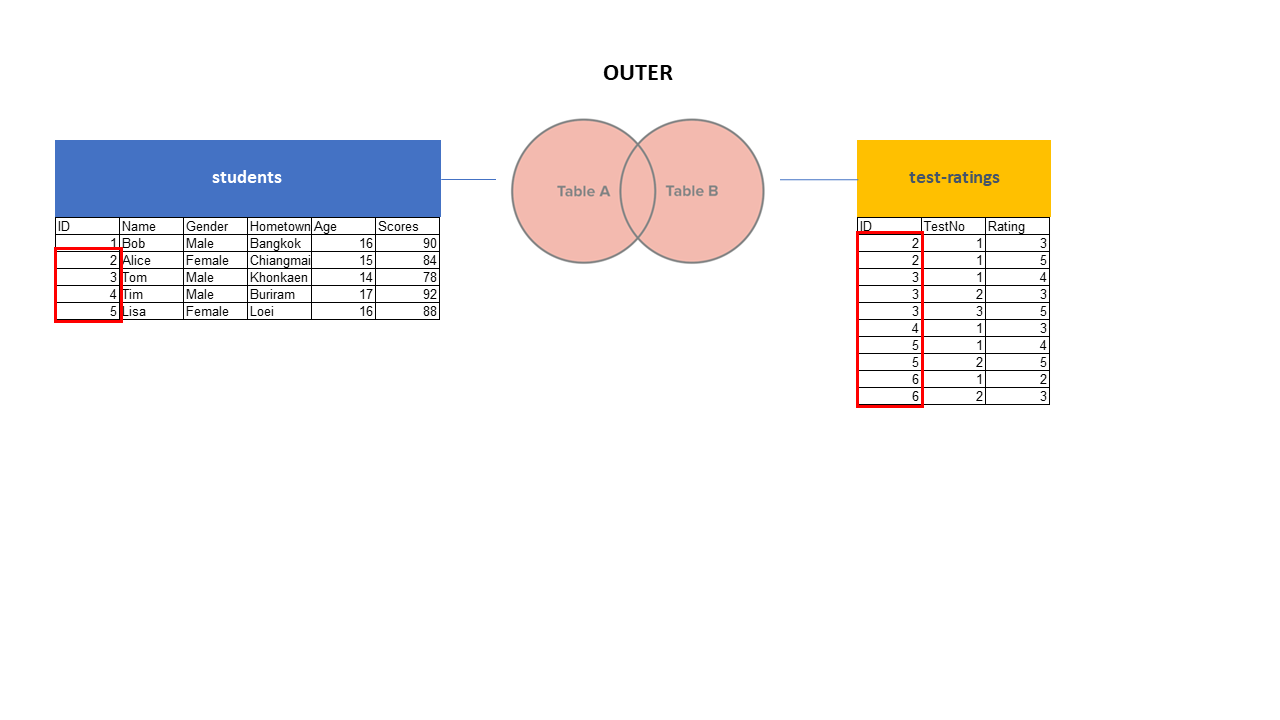 OUTER
students
Table A
Table B
test-ratings
ID Name Gender Hometown Age Scores
1 Bob Male Bangkok 16 90
2 Alice Female Chiangmai 15 84
3 Tom Male Khonkaen 14 78
4 Tim Male Buriram 17 92
5 Lisa Female Loei 16 88
ID TestNo Rating
2 1 3
2 1 5
3 1 4
3 2 3
3 3 5
4 1 3
5 1 4
5 2 5
6 1 2
6 2 3